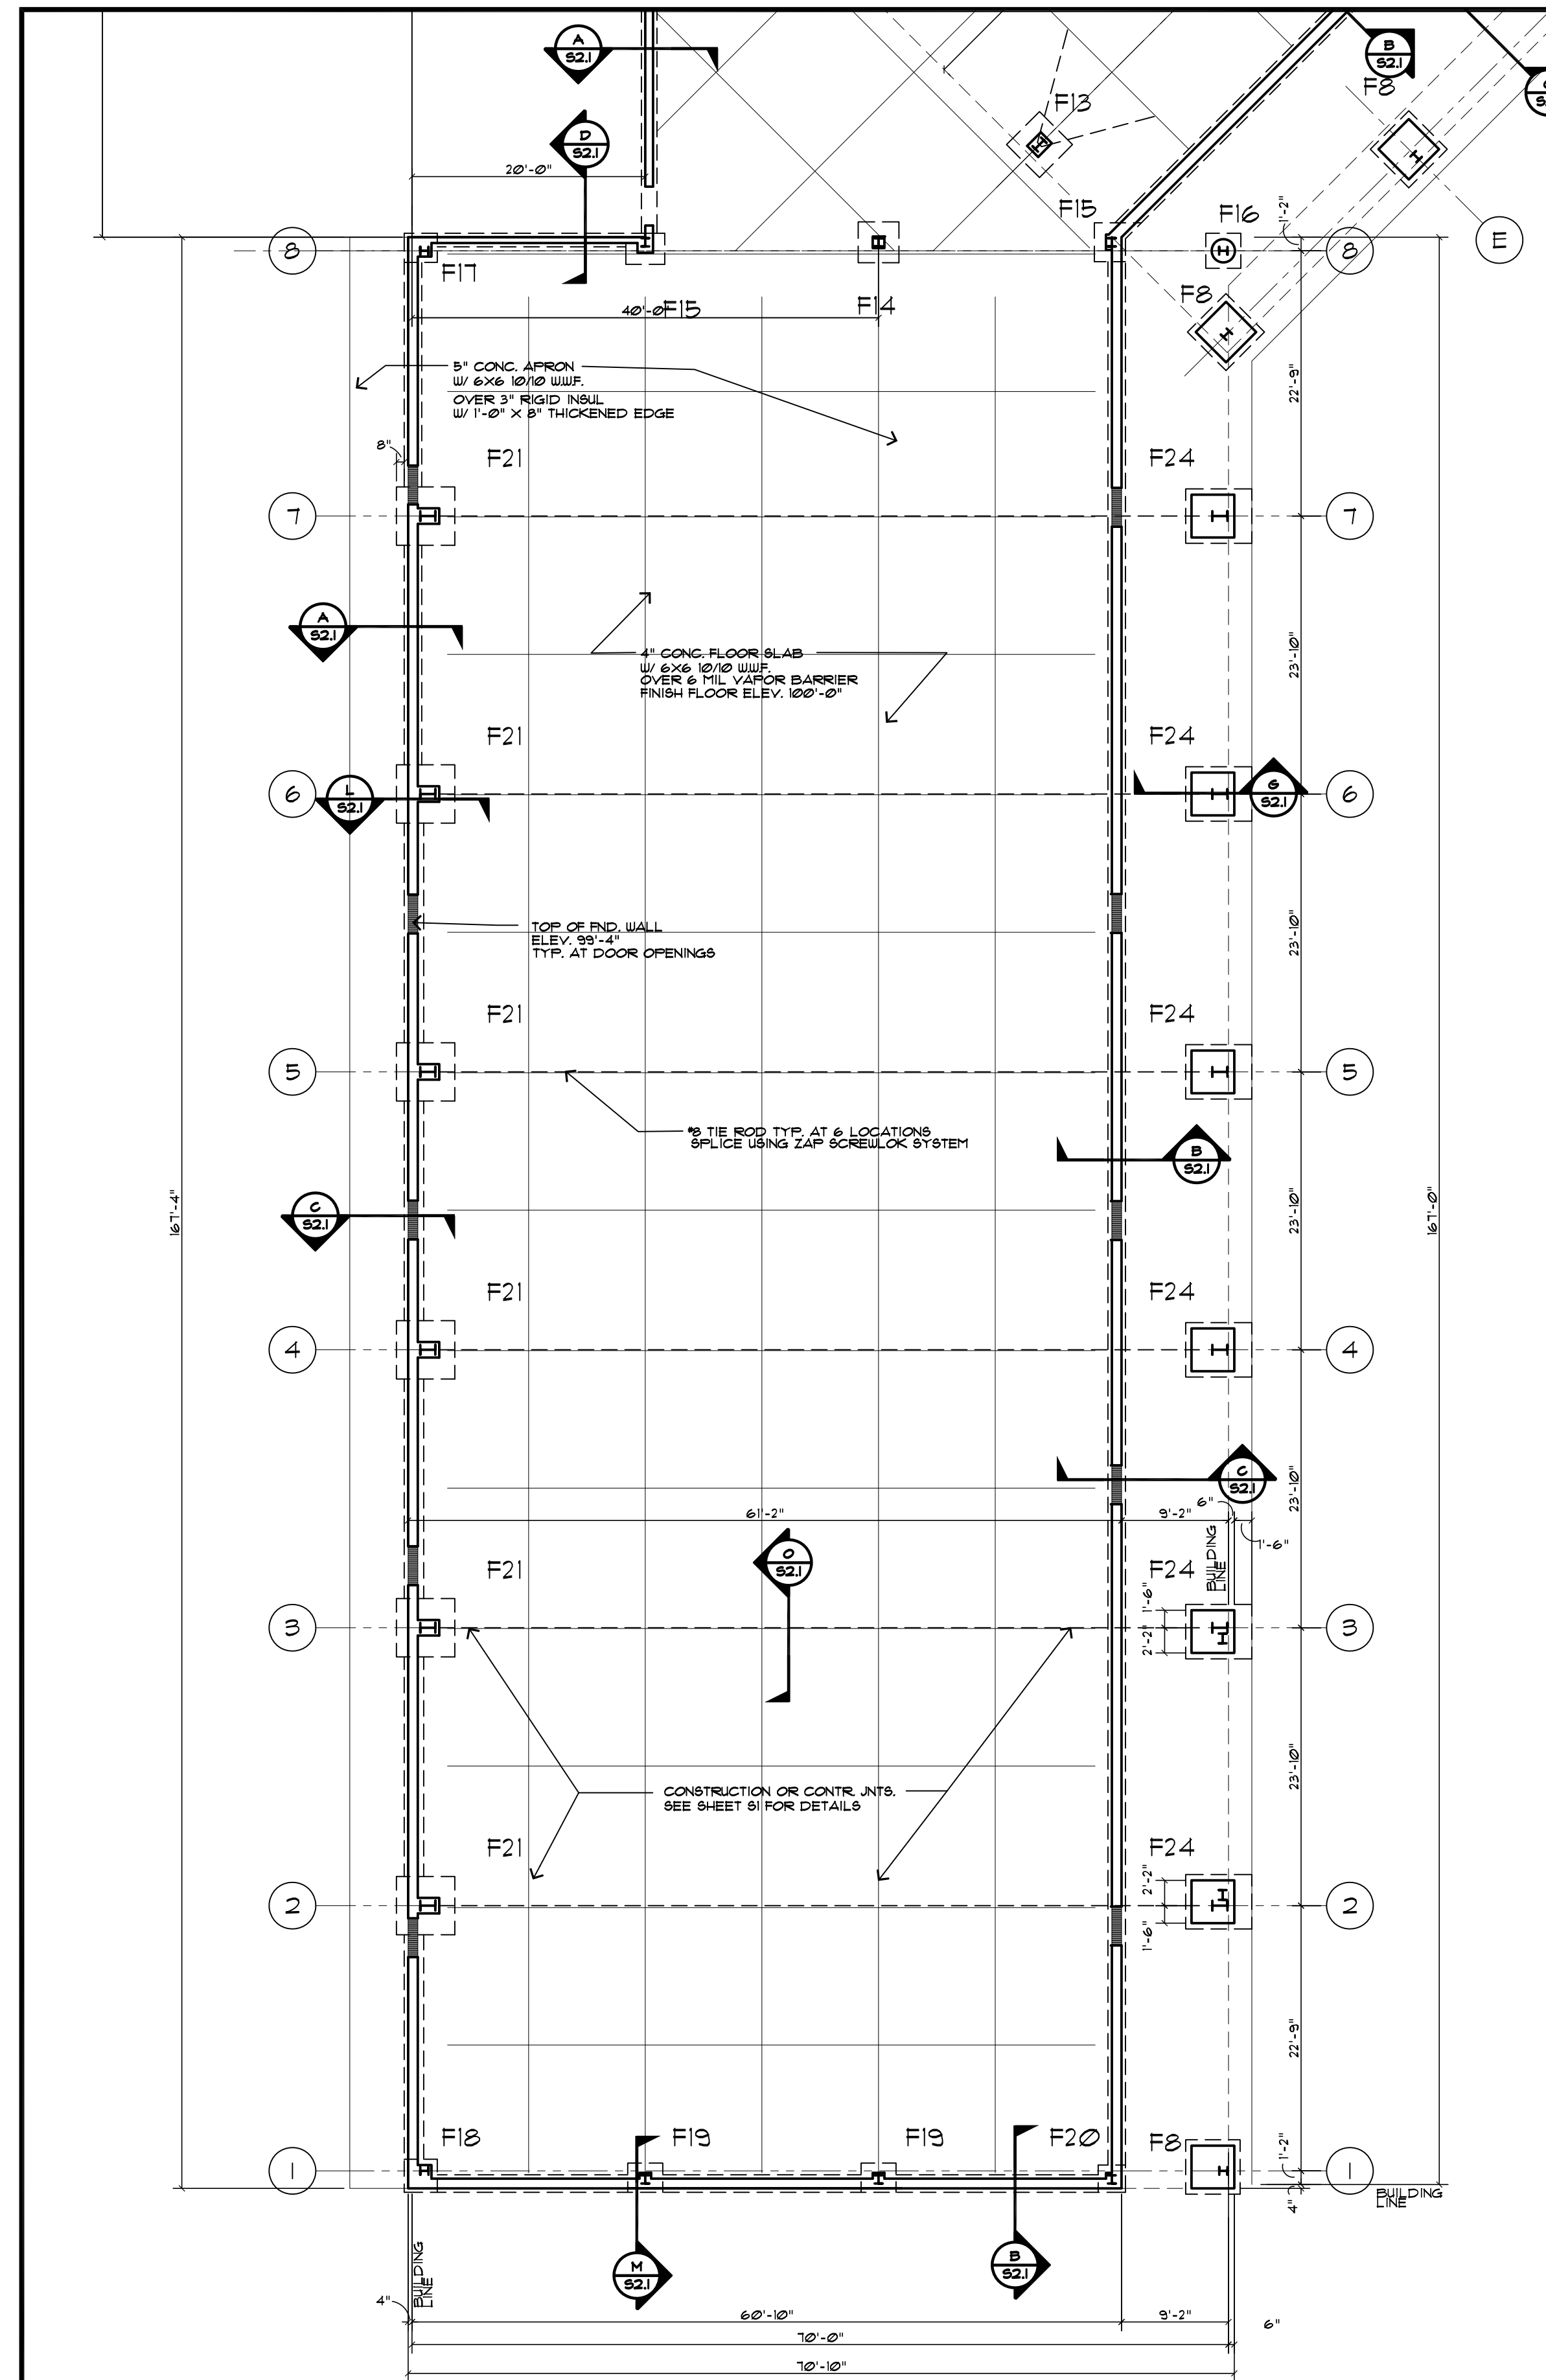 A
S2.1
B
S2.1
F8
F13
D
S2.1
20'-0"
F15
F16
1'-2"
E
8
8
F17
F8
40'-0"
F15
F14
5" CONC. APRON
W/ 6X6 10/10 W.W.F.
OVER 3" RIGID INSUL
W/ 1'-0" X 8" THICKENED EDGE
22'-9"
8"
F21
F24
7
7
A
S2.1
4" CONC. FLOOR SLAB
W/ 6X6 10/10 W.W.F.
OVER 6 MIL VAPOR BARRIER
FINISH FLOOR ELEV. 100'-0"
23'-10"
F21
F24
6
L
S2.1
G
S2.1
6
TOP OF FND. WALL
ELEV. 99'-4"
TYP. AT DOOR OPENINGS
23'-10"
F21
F24
5
5
#8 TIE ROD TYP. AT 6 LOCATIONS
SPLICE USING ZAP SCREWLOK SYSTEM
B
S2.1
167'-4"
C
S2.1
23'-10"
167'-0"
F21
F24
4
4
C
S2.1
23'-10"
61'-2"
9'-2"
6"
1'-6"
BUILDING
LINE
O
S2.1
F21
F24
1'-6"
2'-2"
3
3
CONSTRUCTION OR CONTR. JNTS.
SEE SHEET S1 FOR DETAILS
23'-10"
F21
F24
2'-2"
1'-6"
2
2
22'-9"
F18
F19
F19
F20
F8
1'-2"
1
1
4"
BUILDING
LINE
BUILDING
LINE
M
S2.1
B
S2.1
4"
60'-10"
9'-2"
6"
70'-0"
70'-10"